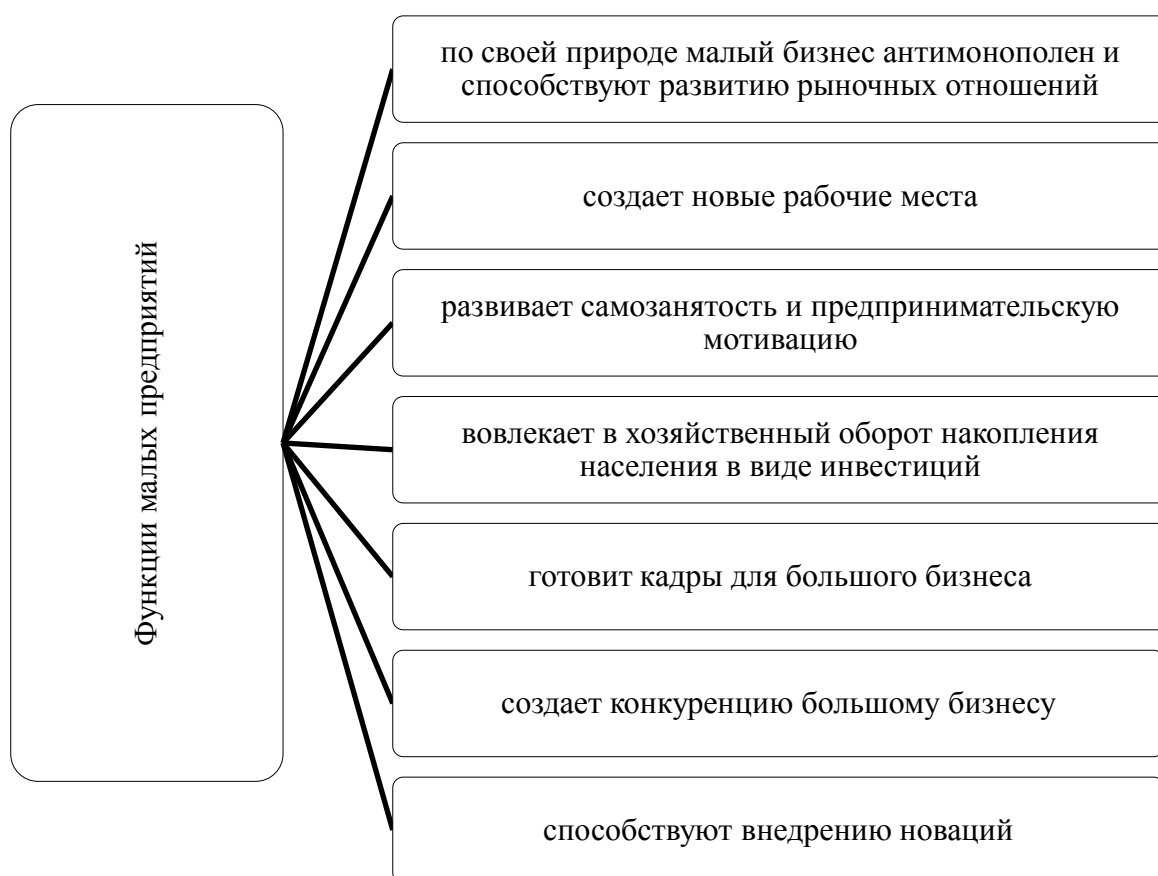 Функции малых предприятий
по своей природе малый бизнес антимонополен и
способствуют развитию рыночных отношений
создает новые рабочие места
развивает самозанятость и предпринимательскую
мотивацию
вовлекает в хозяйственный оборот накопления
населения в виде инвестиций
готовит кадры для большого бизнеса
создает конкуренцию большому бизнесу
способствуют внедрению новаций